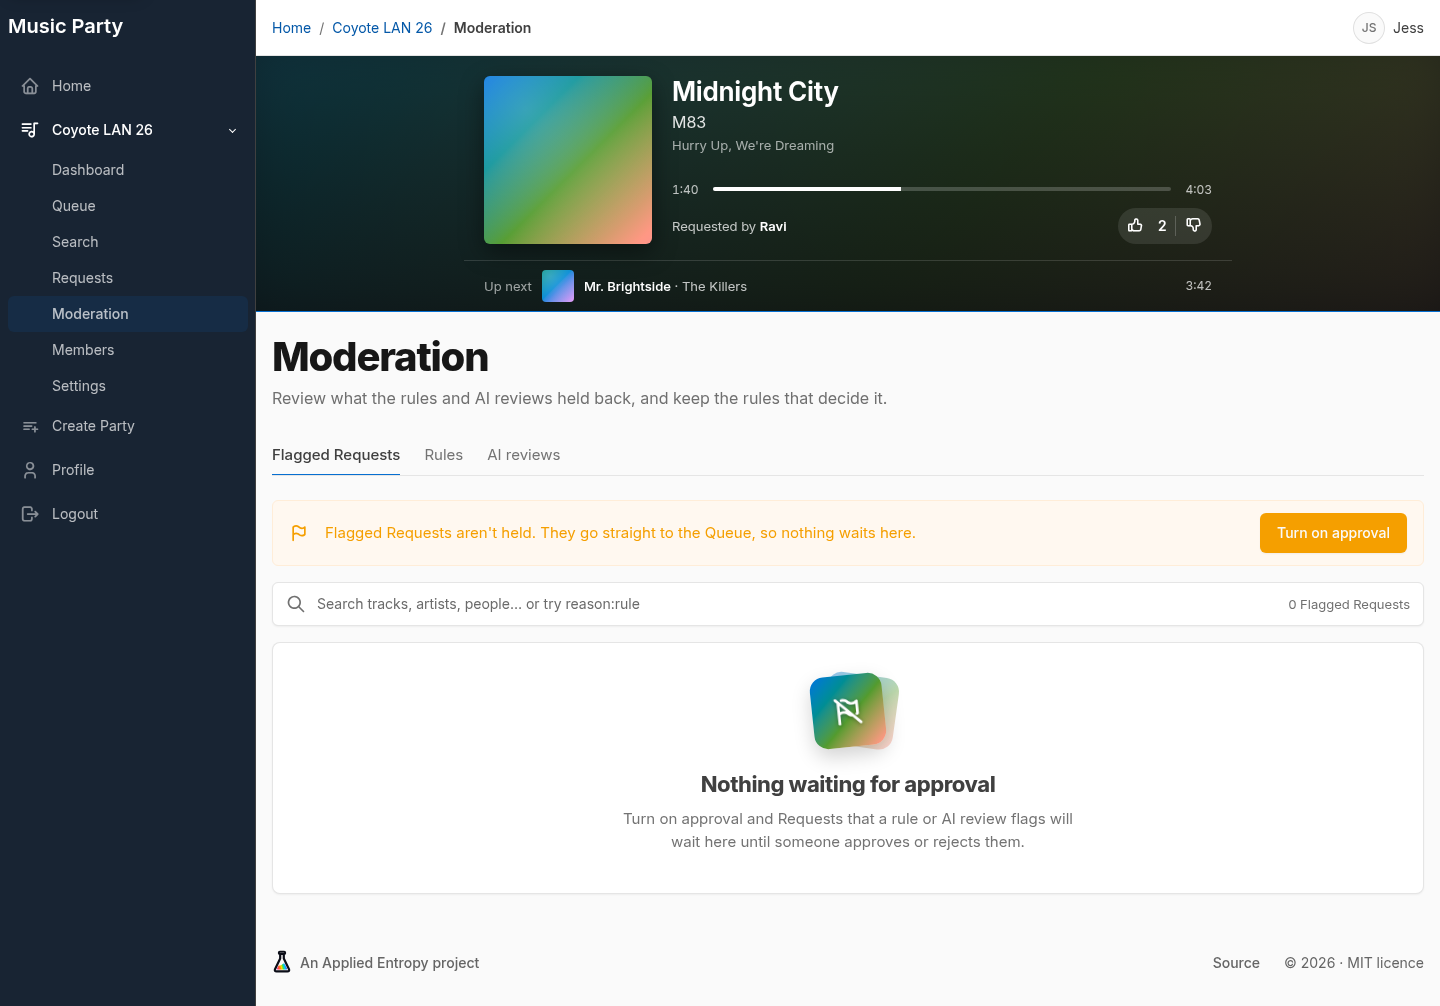 Music Party
Home
Coyote LAN 26
Dashboard
Queue
Search
Requests
Moderation
Members
Settings
Create Party
Profile
Logout
Home / Coyote LAN 26 / Moderation
JS Jess
Midnight City
M83
Hurry Up, We're Dreaming
1:40 4:03
Requested by Ravi
2
Up next Mr. Brightside · The Killers 3:42
Moderation
Review what the rules and AI reviews held back, and keep the rules that decide it.
Flagged Requests Rules AI reviews
Flagged Requests aren't held. They go straight to the Queue, so nothing waits here. Turn on approval
Search tracks, artists, people... or try reason:rule 0 Flagged Requests
Nothing waiting for approval
Turn on approval and Requests that a rule or AI review flags will
wait here until someone approves or rejects them.
An Applied Entropy project Source © 2026 · MIT licence